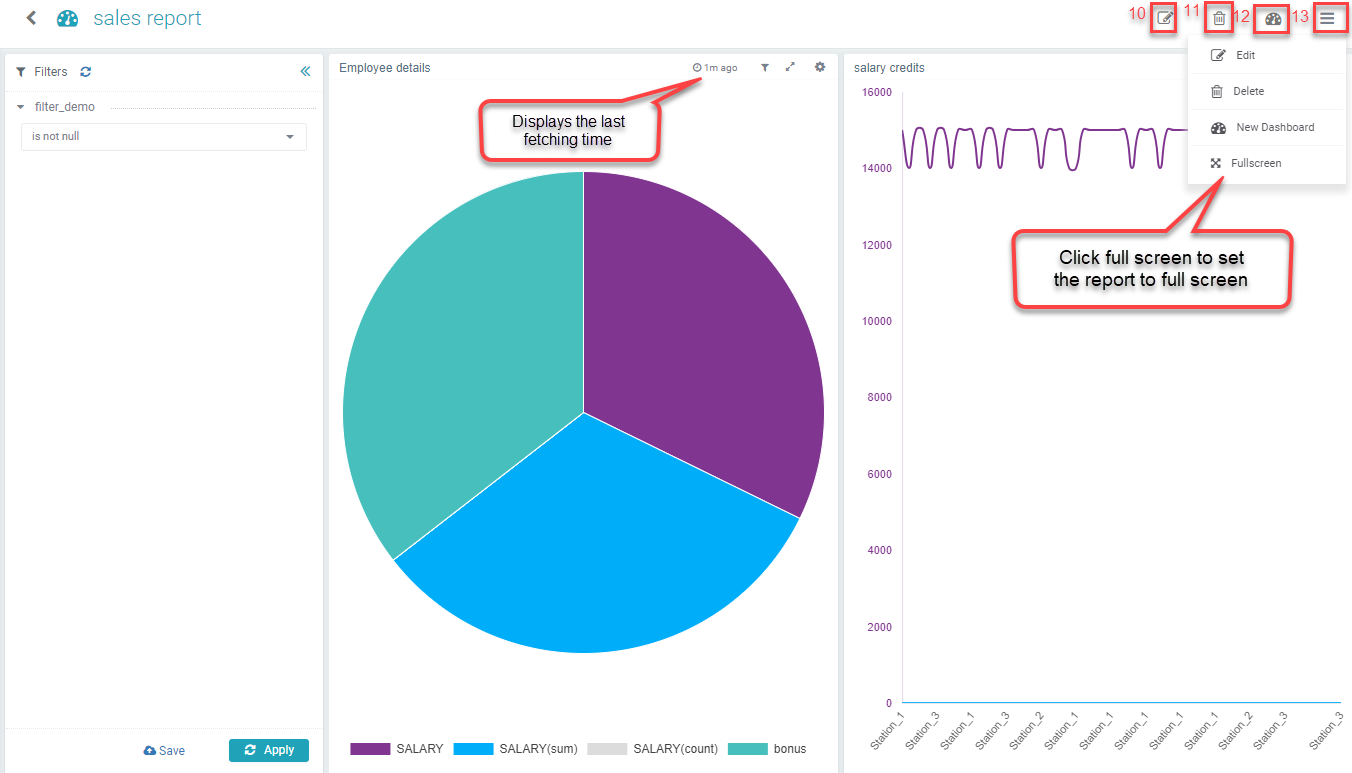 sales report
10
11
12
13
Edit
Delete
New Dashboard
Fullscreen
Filters
filter_demo
is not null
Save
Apply
Employee details
1m ago
Displays the last
fetching time
SALARY
SALARY(sum)
SALARY(count)
bonus
salary credits
Click full screen to set
the report to full screen
16000
14000
12000
10000
8000
6000
4000
2000
0
Station_1
Station_3
Station_1
Station_3
Station_2
Station_1
Station_1
Station_1
Station_1
Station_1
Station_2
Station_3
Station_3